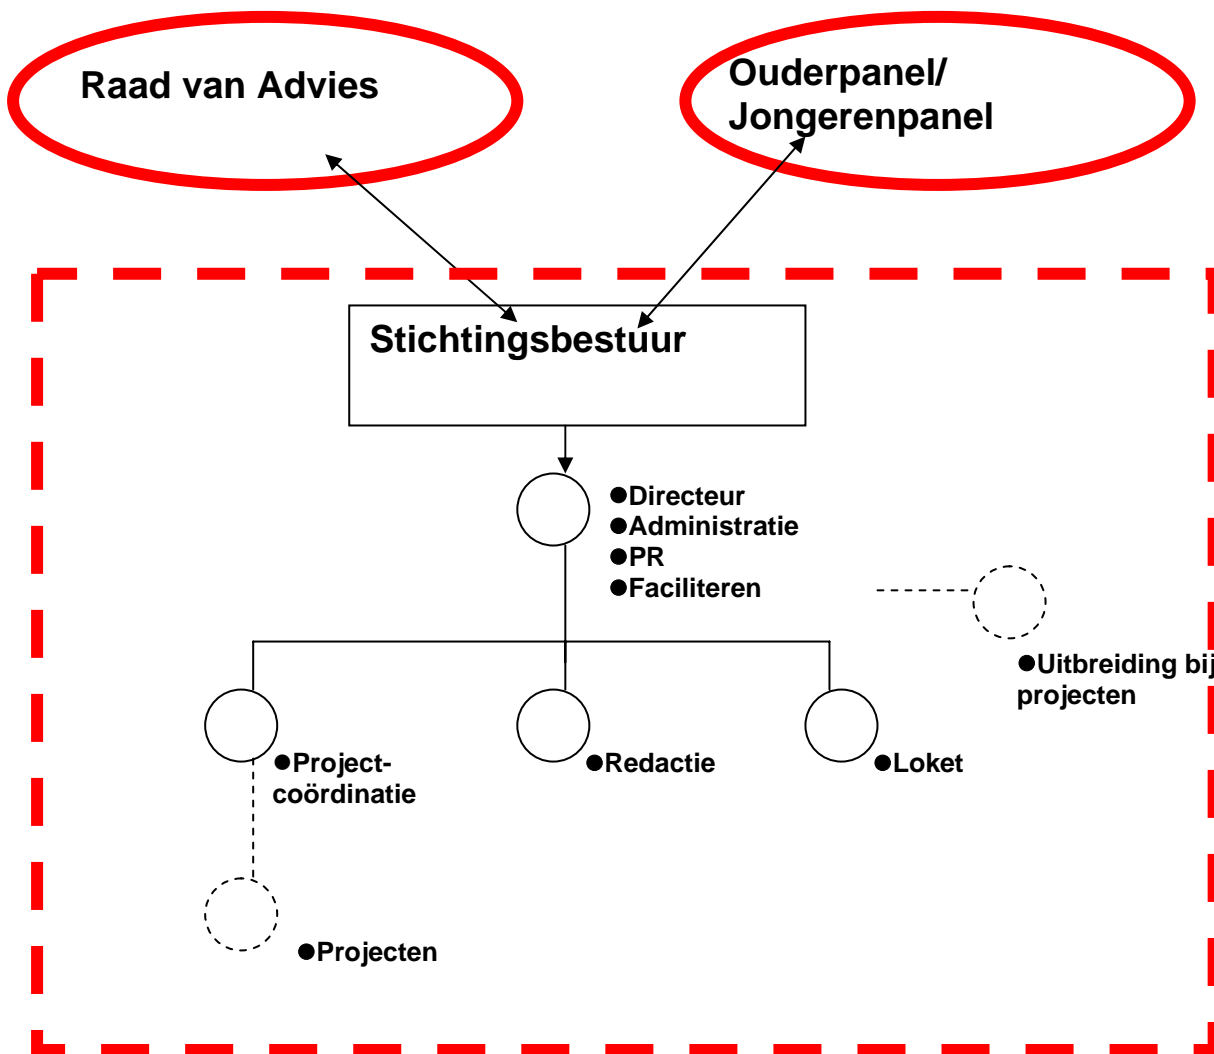 Raad van Advies
Ouderpanel/
Jongerenpanel
Stichtingsbestuur
●Directeur
●Administratie
●PR
●Faciliteren
●Uitbreiding bij
projecten
●Project-
coördinatie
●Redactie
●Loket
●Projecten